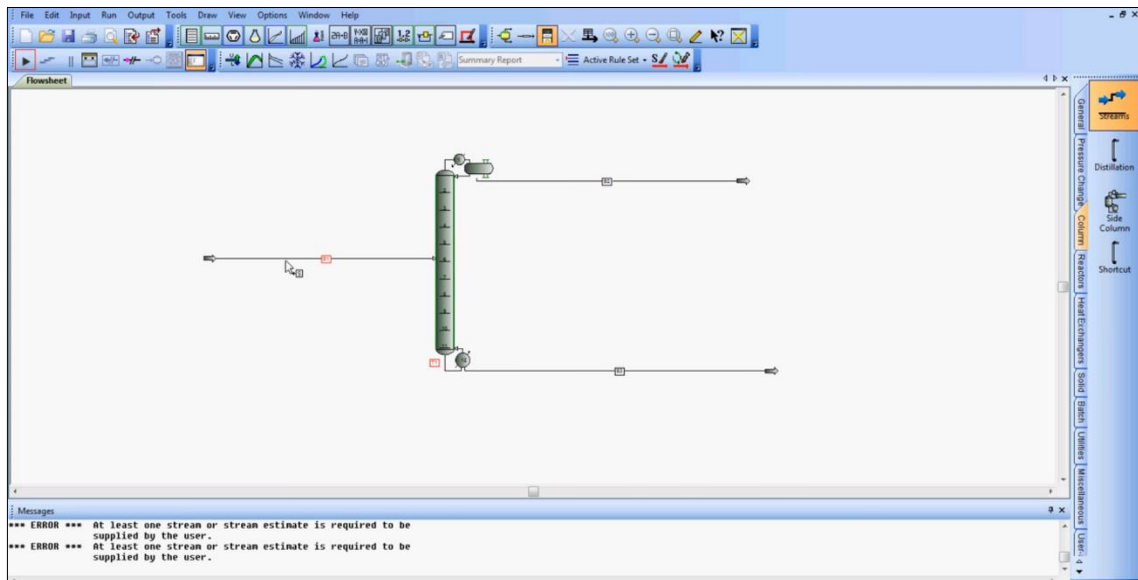 File Edit Input Run Output Tools Draw View Options Window Help
Summary Report
Active Rule Set
Flowsheet
General
Pressure Change
Column
Reactors
Heat Exchangers
Solid
Batch
Utilities
Miscellaneous
User-
Streams
Distillation
Side
Column
Shortcut
S
Messages
*** ERROR *** At least one stream or stream estimate is required to be
supplied by the user.
*** ERROR *** At least one stream or stream estimate is required to be
supplied by the user.